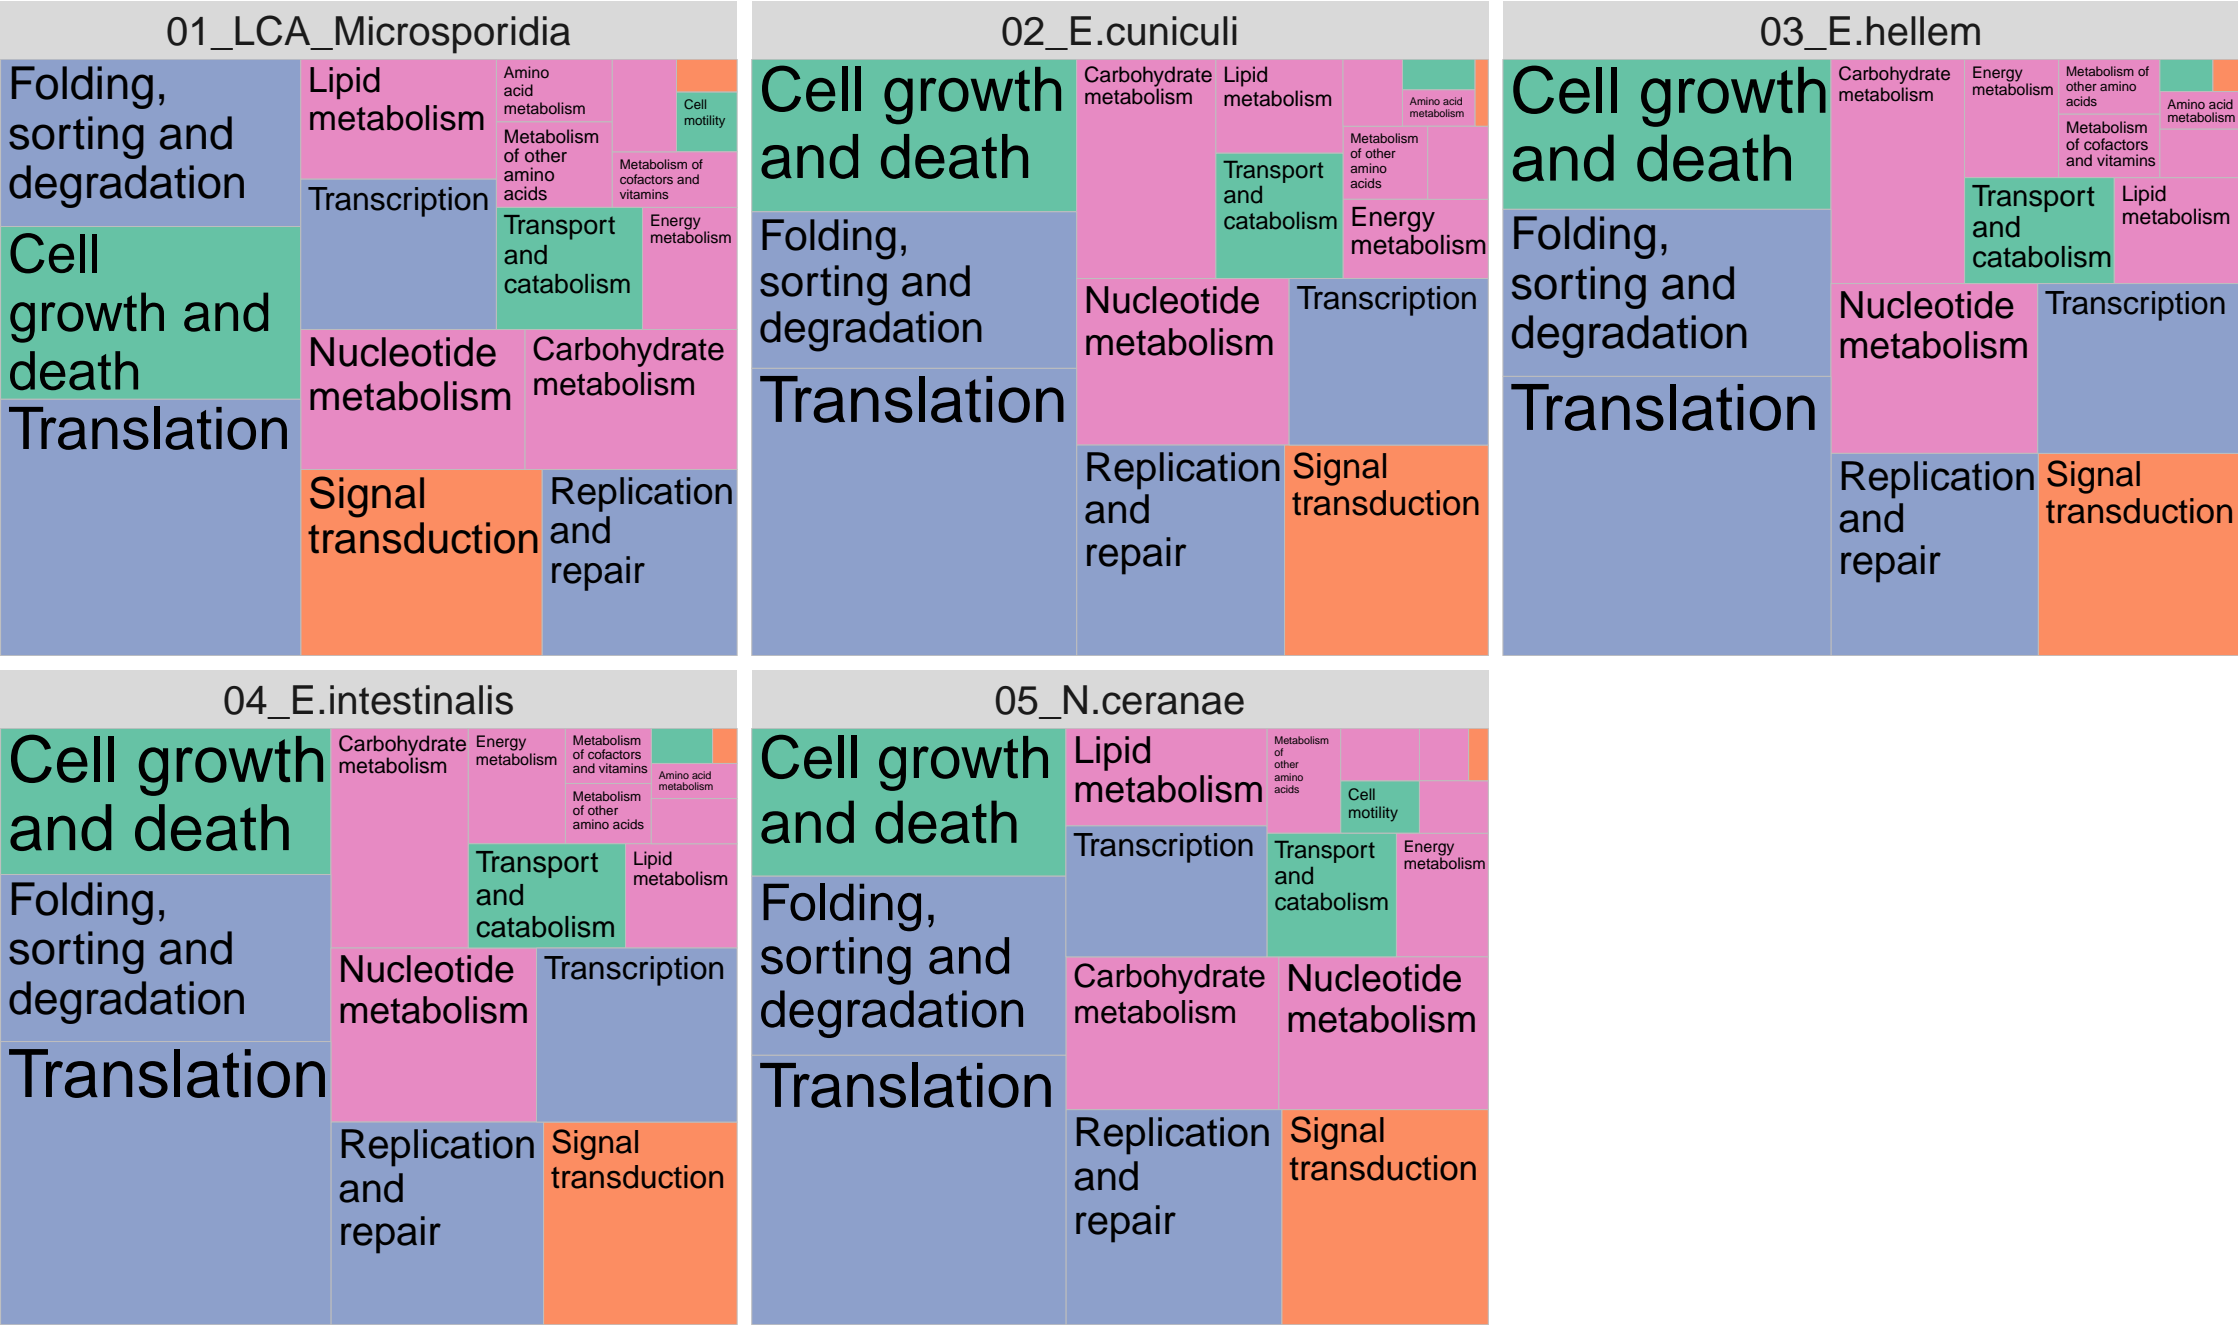 01_LCA_Microsporidia
Folding,
sorting and
degradation
Cell
growth and
death
Translation
Lipid
metabolism
Transcription
Amino
acid
metabolism
Metabolism
of other
amino
acids
Cell
motility
Metabolism of
cofactors and
vitamins
Transport
and
catabolism
Energy
metabolism
Nucleotide
metabolism
Carbohydrate
metabolism
Signal
transduction
Replication
and
repair
02_E.cuniculi
Cell growth
and death
Folding,
sorting and
degradation
Translation
Carbohydrate
metabolism
Lipid
metabolism
Amino acid
metabolism
Transport
and
catabolism
Metabolism
of other
amino
acids
Energy
metabolism
Nucleotide
metabolism
Transcription
Replication
and
repair
Signal
transduction
03_E.hellem
Cell growth
and death
Folding,
sorting and
degradation
Translation
Carbohydrate
metabolism
Energy
metabolism
Metabolism of
other amino
acids
Metabolism
of cofactors
and vitamins
Amino acid
metabolism
Transport
and
catabolism
Lipid
metabolism
Nucleotide
metabolism
Transcription
Replication
and
repair
Signal
transduction
04_E.intestinalis
Cell growth
and death
Folding,
sorting and
degradation
Translation
Carbohydrate
metabolism
Energy
metabolism
Metabolism
of cofactors
and vitamins
Metabolism
of other
amino acids
Amino acid
metabolism
Transport
and
catabolism
Lipid
metabolism
Nucleotide
metabolism
Transcription
Replication
and
repair
Signal
transduction
05_N.ceranae
Cell growth
and death
Folding,
sorting and
degradation
Translation
Lipid
metabolism
Transcription
Metabolism
of
other
amino
acids
Cell
motility
Transport
and
catabolism
Energy
metabolism
Carbohydrate
metabolism
Nucleotide
metabolism
Replication
and
repair
Signal
transduction